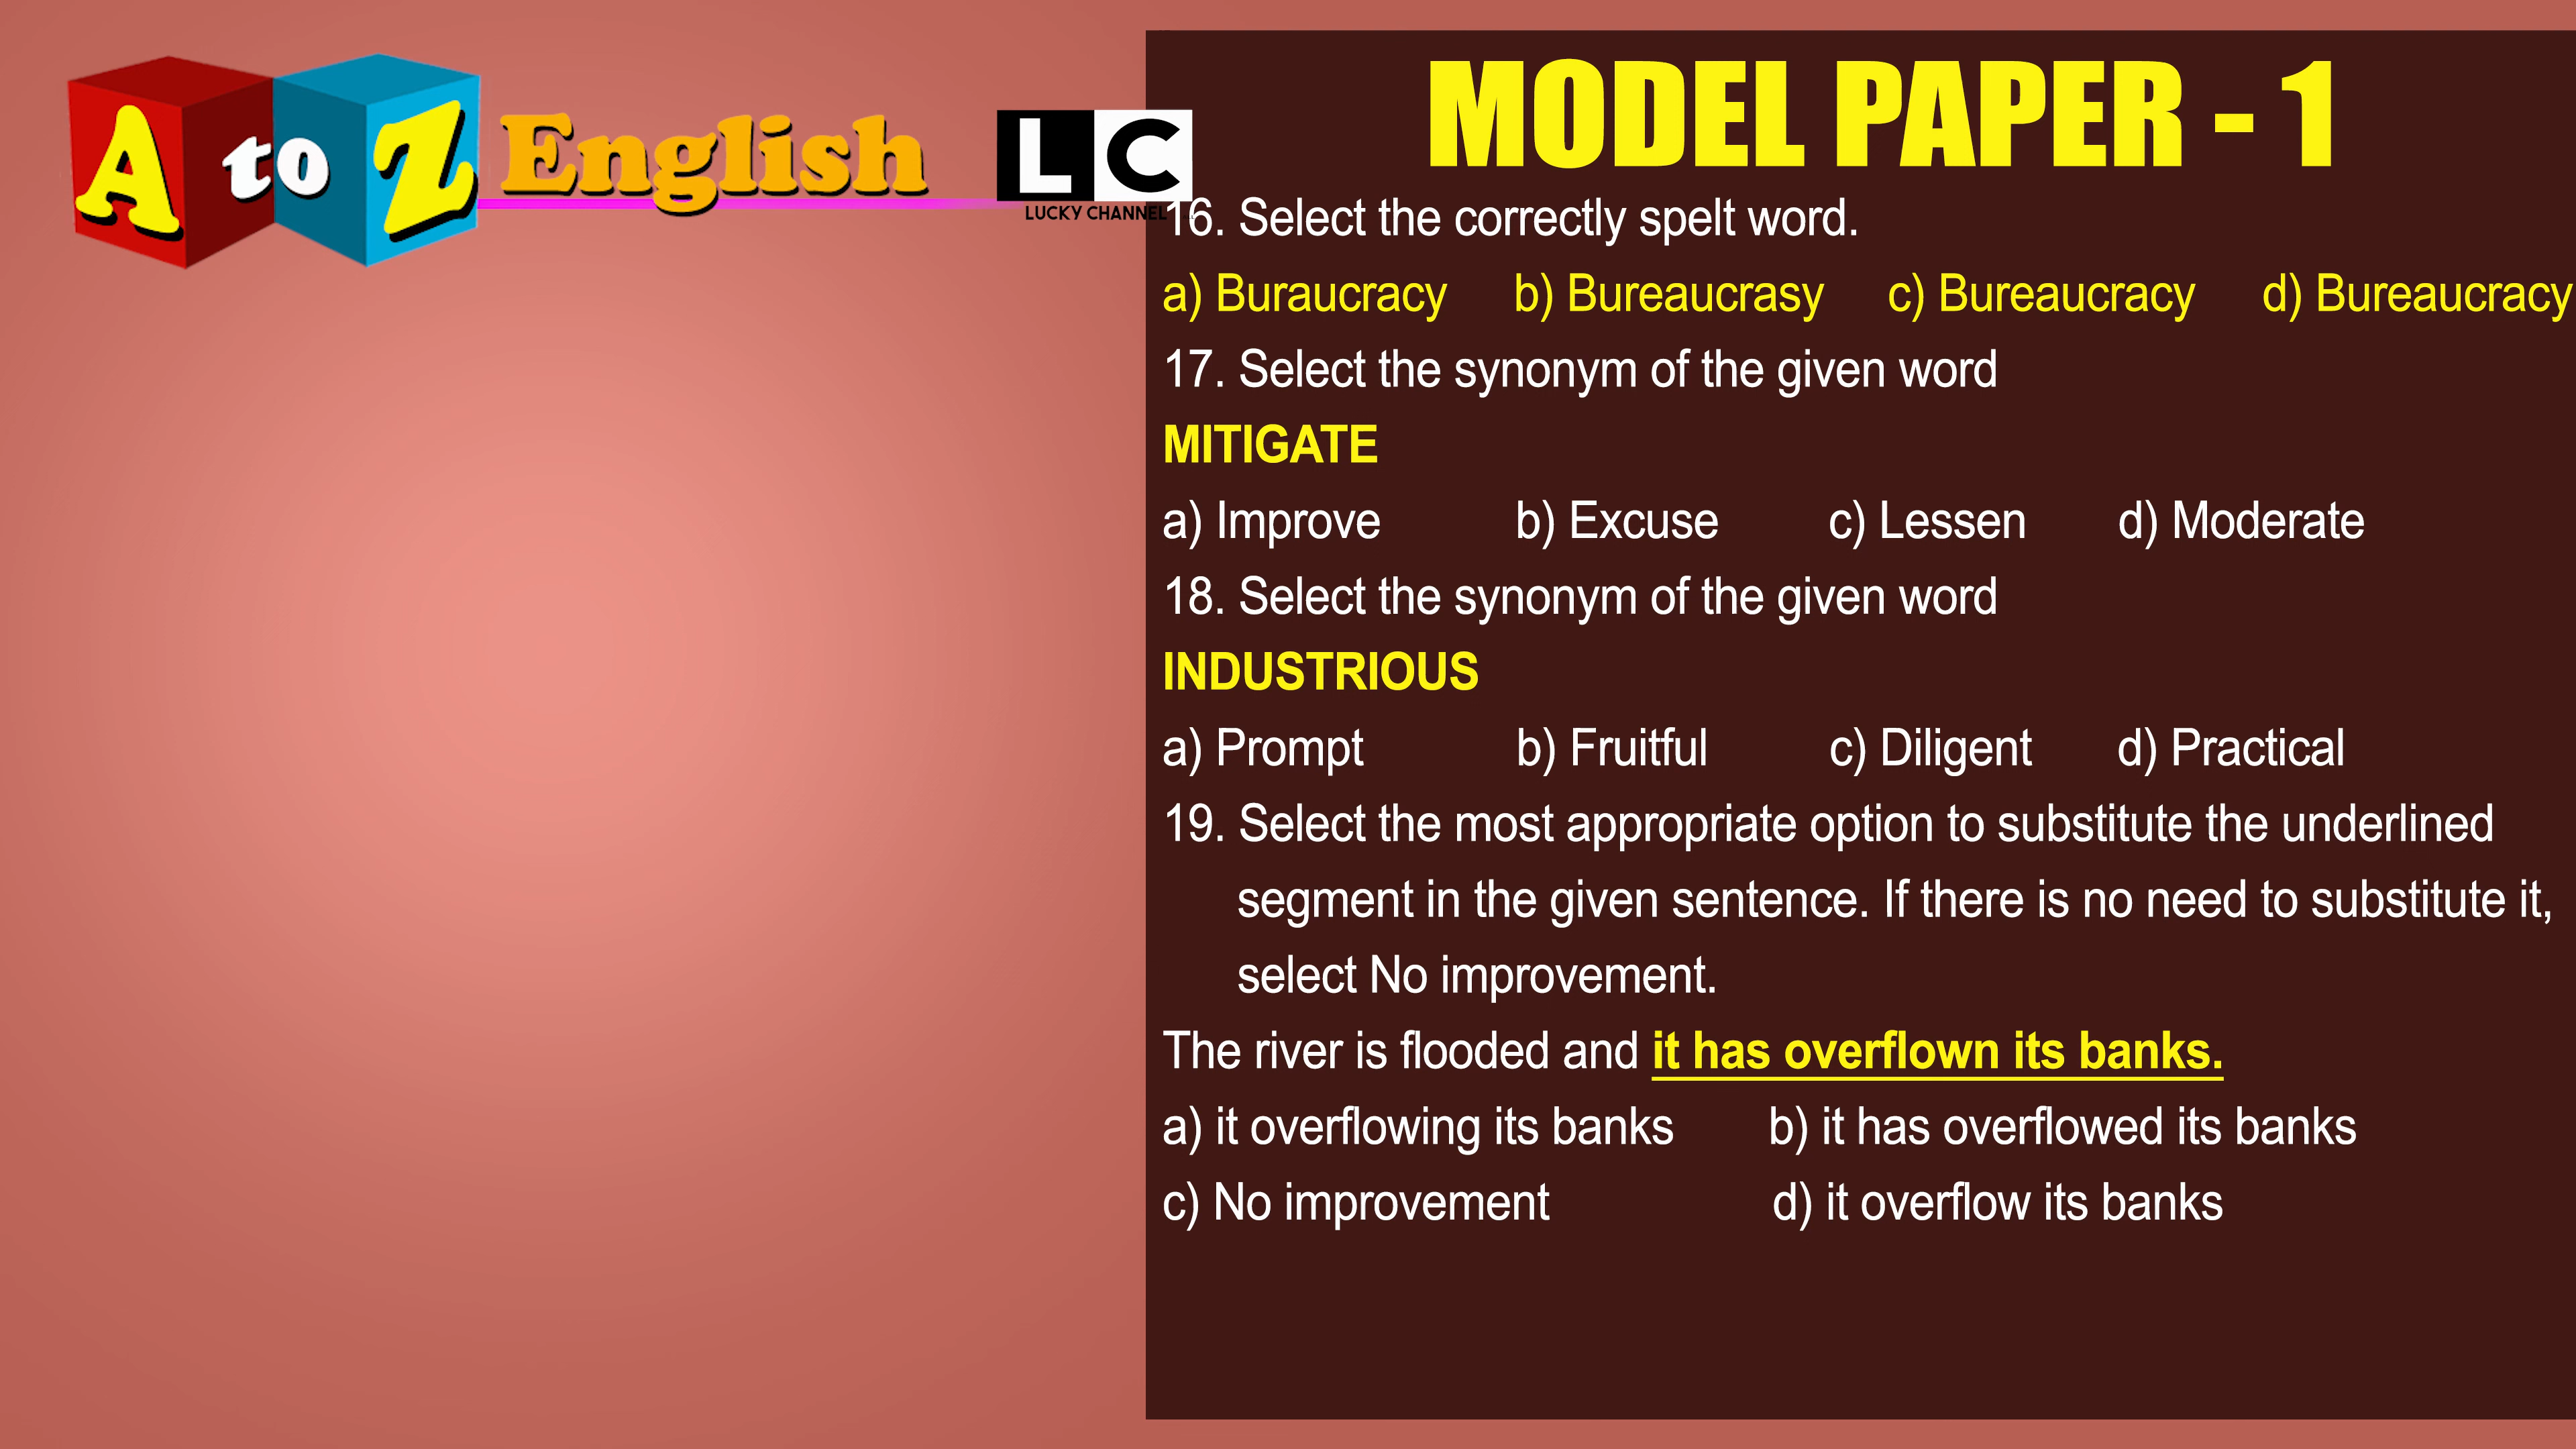 A to Z English
LC
LUCKY CHANNEL
MODEL PAPER - 1
16. Select the correctly spelt word.
a) Buraucracy b) Bureaucrasy c) Bureaucracy d) Bureaucracy
17. Select the synonym of the given word
MITIGATE
a) Improve b) Excuse c) Lessen d) Moderate
18. Select the synonym of the given word
INDUSTRIOUS
a) Prompt b) Fruitful c) Diligent d) Practical
19. Select the most appropriate option to substitute the underlined
segment in the given sentence. If there is no need to substitute it,
select No improvement.
The river is flooded and it has overflown its banks.
a) it overflowing its banks b) it has overflowed its banks
c) No improvement d) it overflow its banks